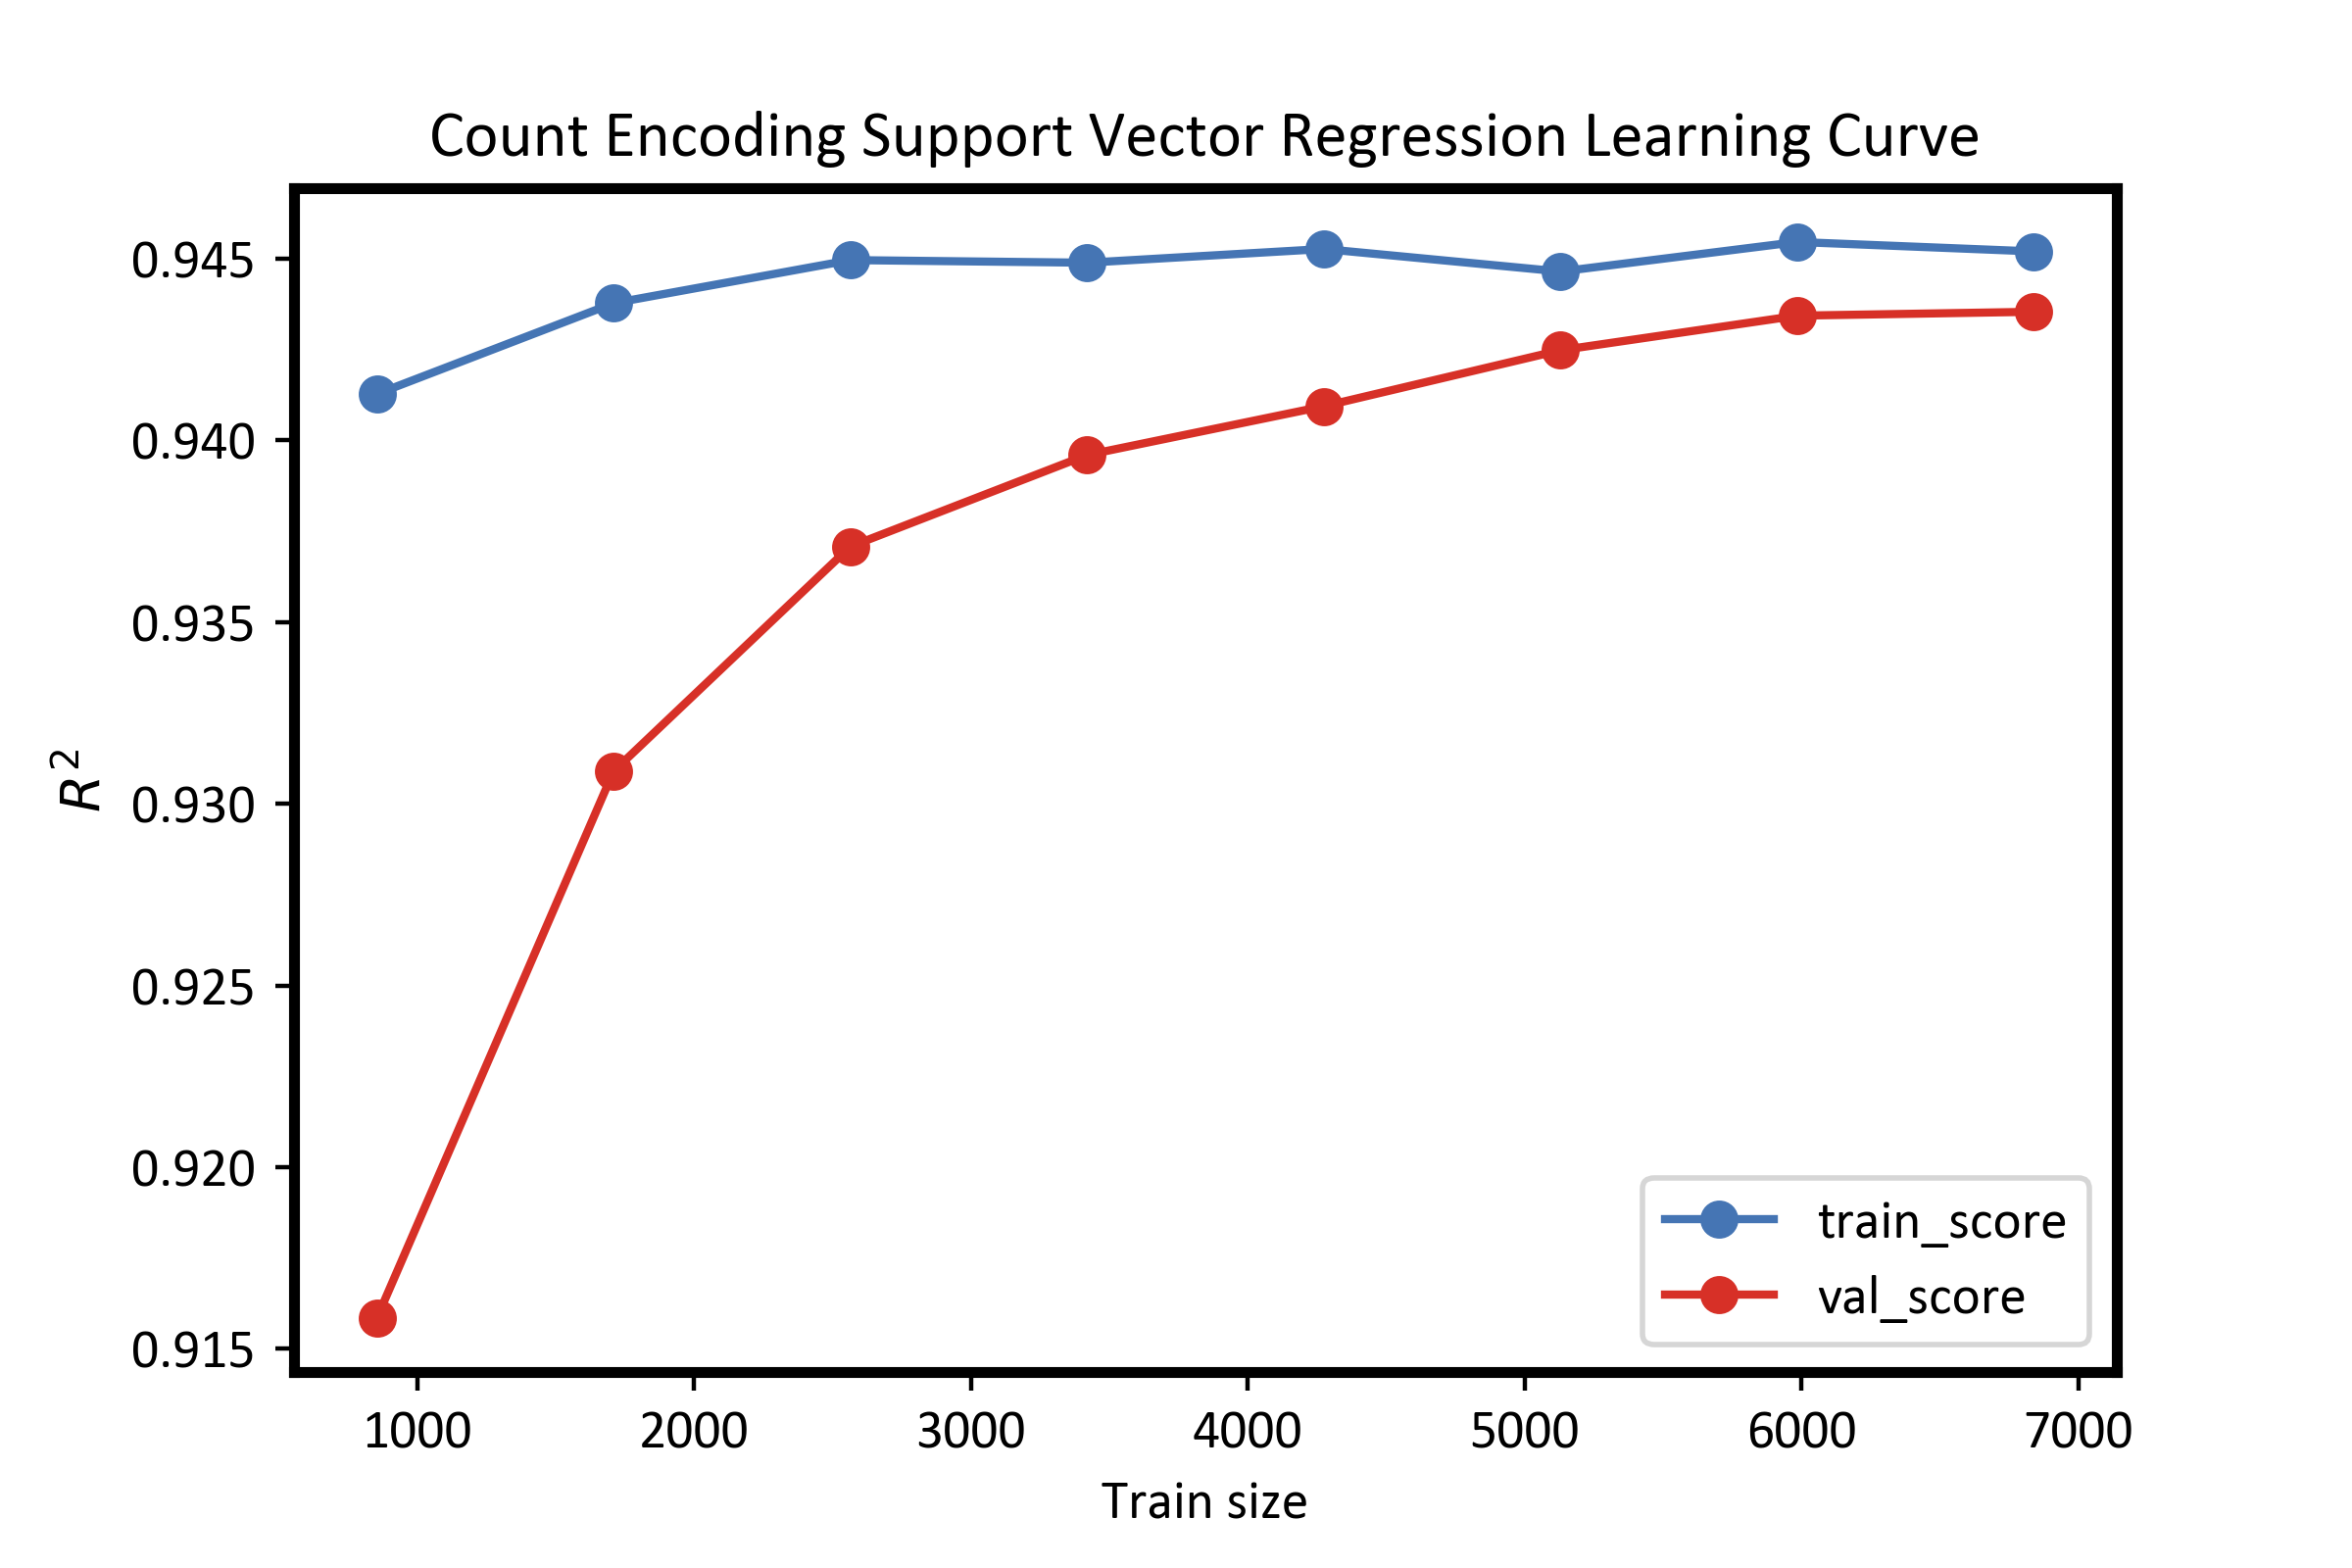 Count Encoding Support Vector Regression Learning Curve
0.945
0.940
0.935
0.930
0.925
0.920
0.915
R²
train_score
val_score
1000 2000 3000 4000 5000 6000 7000
Train size